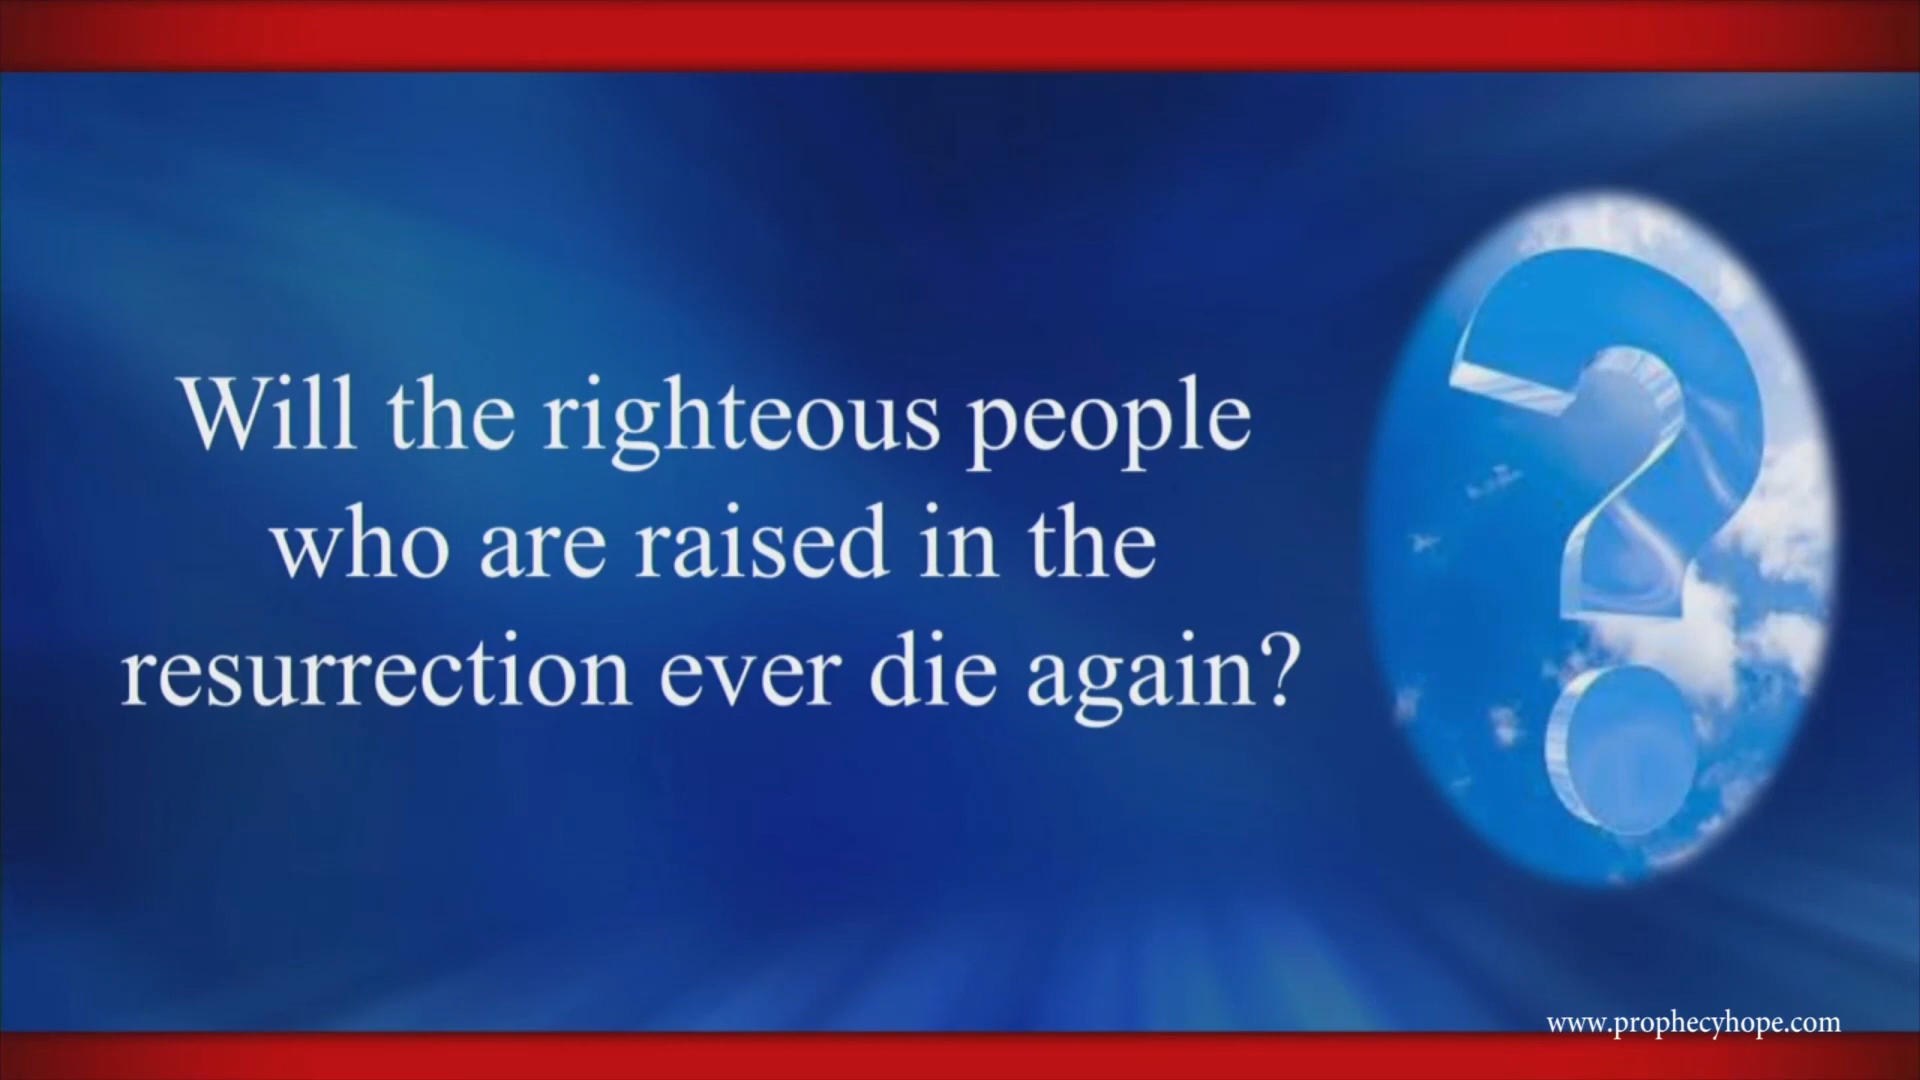 Will the righteous people
who are raised in the
resurrection ever die again?
www.prophecyhope.com